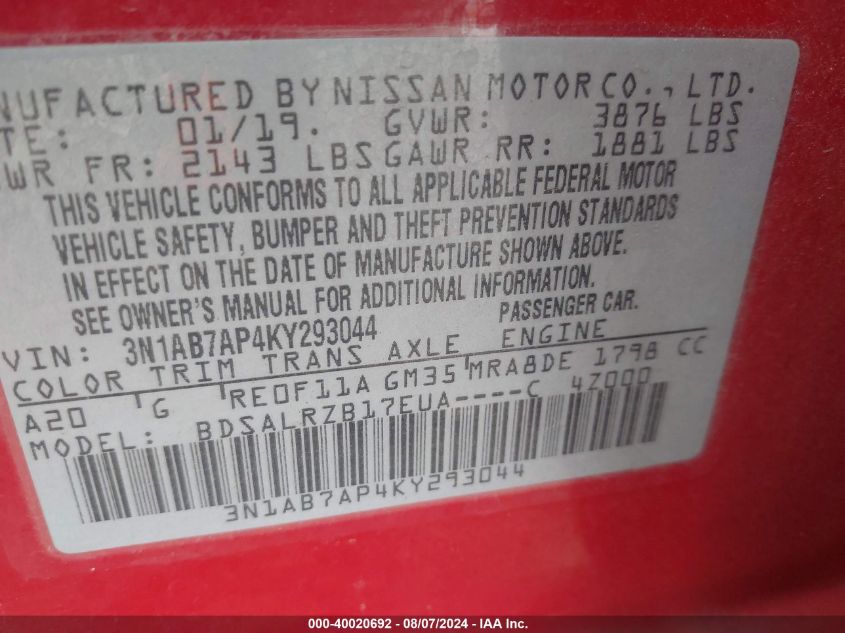 NUFACTURED BY NISSAN MOTOR CO., LTD.
TE: 01/19. GVWR: 3876 LBS
WR FR: 2143 LBS GAWR RR: 1881 LBS
THIS VEHICLE CONFORMS TO ALL APPLICABLE FEDERAL MOTOR
VEHICLE SAFETY, BUMPER AND THEFT PREVENTION STANDARDS
IN EFFECT ON THE DATE OF MANUFACTURE SHOWN ABOVE.
SEE OWNER'S MANUAL FOR ADDITIONAL INFORMATION.
VIN: 3N1AB7AP4KY293044 PASSENGER CAR.
COLOR TRIM TRANS AXLE ENGINE
A20 G RE0F11A GM35 MRA8DE 1798 CC
MODEL: BDSALRZB17EUA----C 4Z000
3N1AB7AP4KY293044
000-40020692 - 08/07/2024 - IAA Inc.